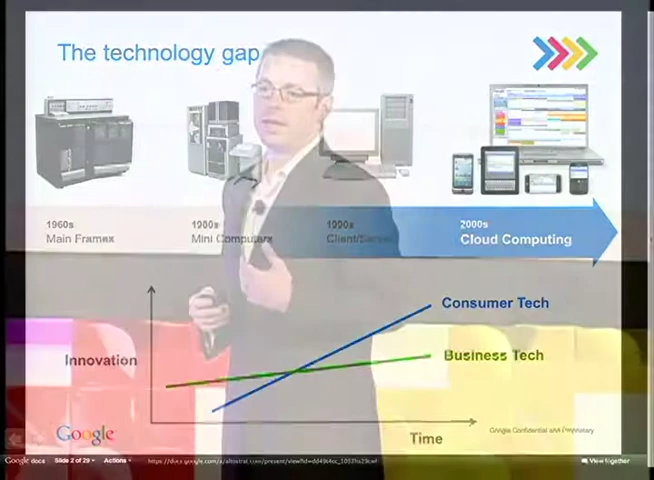 The technology gap
1960s
Main Frames
Mini Computers
1990s
Client/Server
2000s
Cloud Computing
Innovation
Consumer Tech
Business Tech
Time
Google
Google Confidential and Proprietary
Google docs Slide 2 of 29 Actions
View together